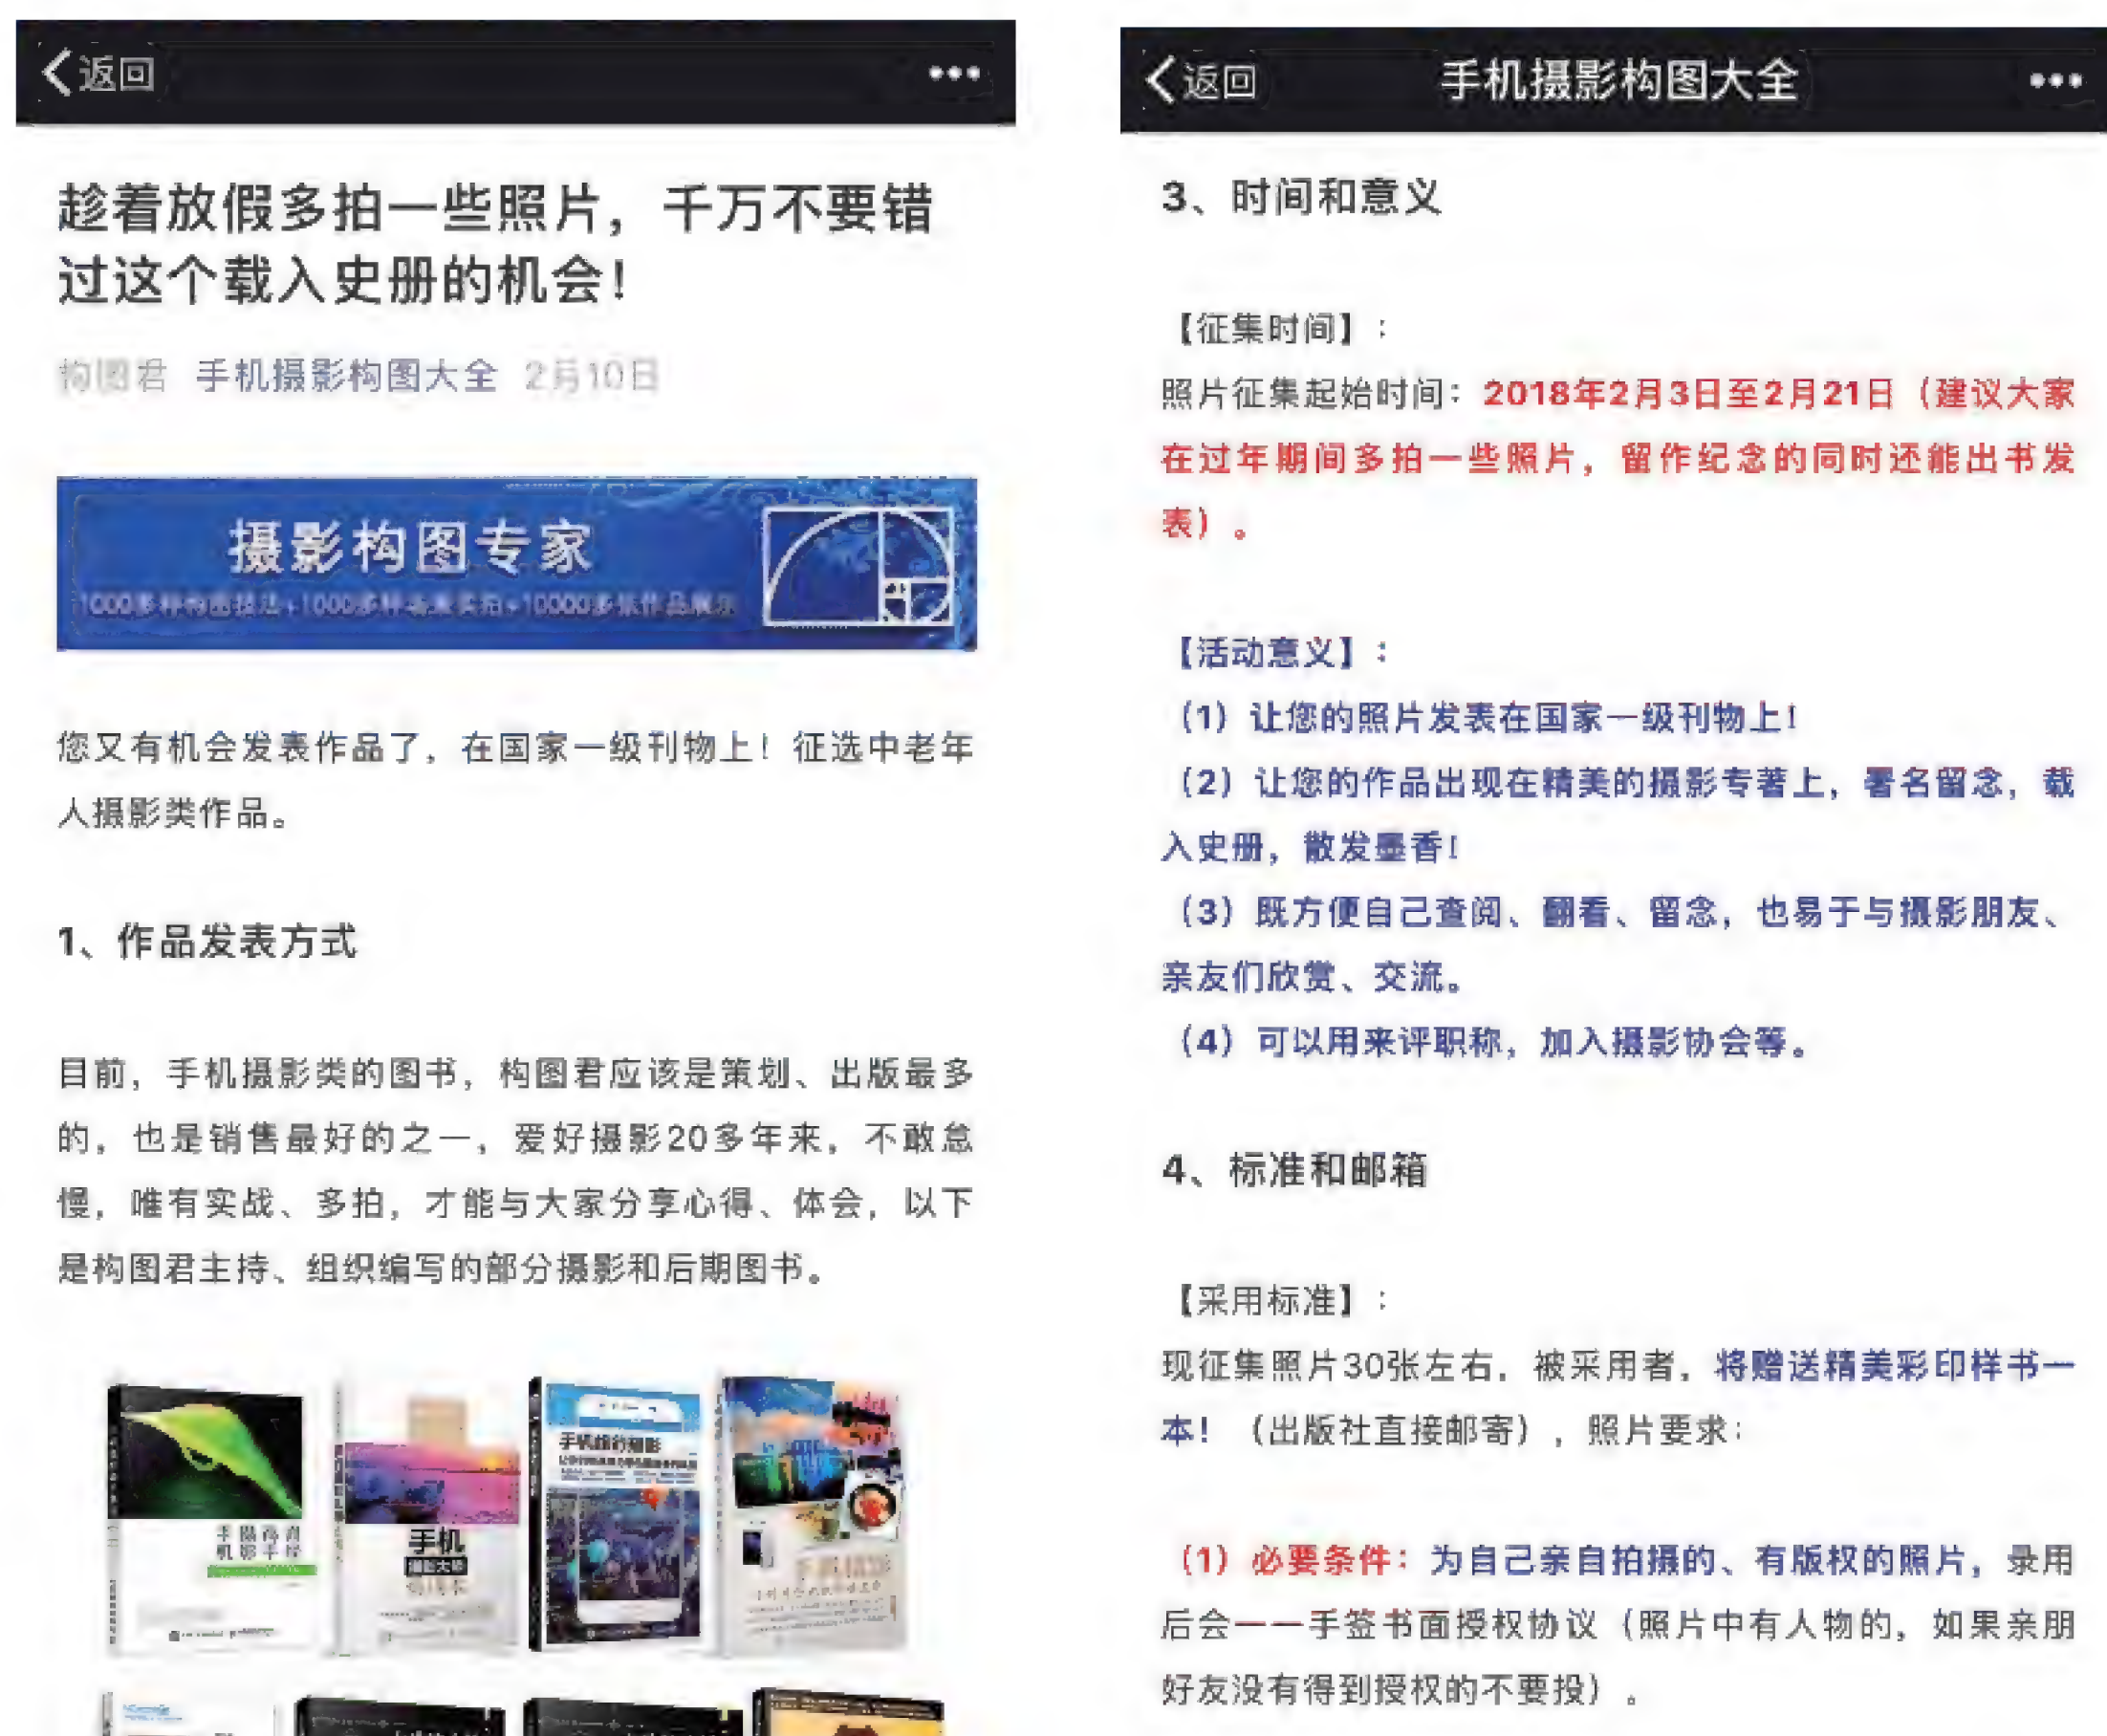 返回
趁着放假多拍一些照片，千万不要错
过这个载入史册的机会！
构图君 手机摄影构图大全 2月10日
摄影构图专家
您又有机会发表作品了，在国家一级刊物上！征选中老年
人摄影类作品。
1、作品发表方式
目前，手机摄影类的图书，构图君应该是策划、出版最多
的，也是销售最好的之一，爱好摄影20多年来，不敢怠
慢，唯有实战、多拍，才能与大家分享心得、体会，以下
是构图君主持、组织编写的部分摄影和后期图书。
手机旅行摄影
手机
摄影大师
返回 手机摄影构图大全
3、时间和意义
【征集时间】：
照片征集起始时间：2018年2月3日至2月21日（建议大家
在过年期间多拍一些照片，留作纪念的同时还能出书发
表）。
【活动意义】：
（1）让您的照片发表在国家一级刊物上！
（2）让您的作品出现在精美的摄影专著上，署名留念，载
入史册，散发墨香！
（3）既方便自己查阅、翻看、留念，也易于与摄影朋友、
亲友们欣赏、交流。
（4）可以用来评职称，加入摄影协会等。
4、标准和邮箱
【采用标准】：
现征集照片30张左右，被采用者，将赠送精美彩印样书一
本！（出版社直接邮寄），照片要求：
（1）必要条件：为自己亲自拍摄的、有版权的照片，录用
后会一一手签书面授权协议（照片中有人物的，如果亲朋
好友没有得到授权的不要投）。